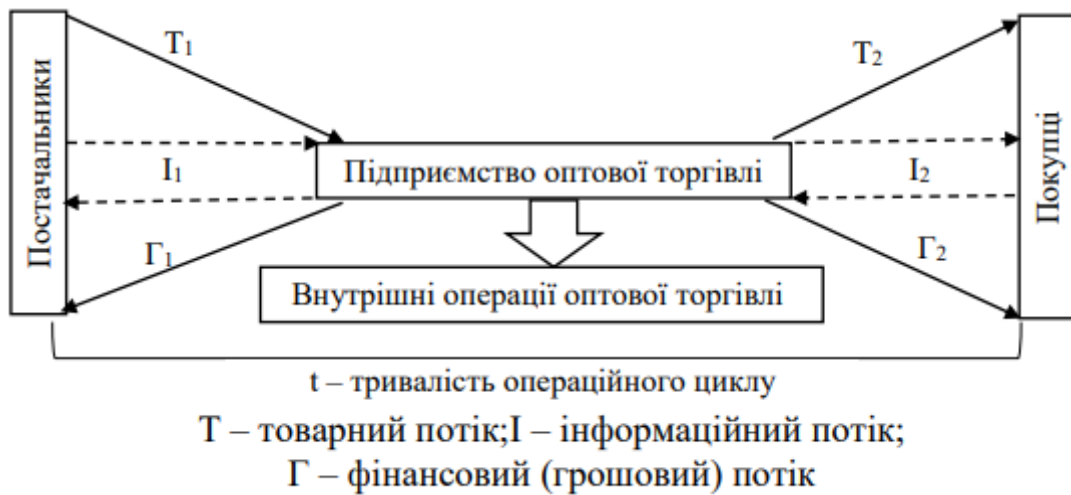 Постачальники
Т1
І1
Г1
Підприємство оптової торгівлі
Внутрішні операції оптової торгівлі
Т2
І2
Г2
Покупці
t – тривалість операційного циклу
Т – товарний потік;І – інформаційний потік;
Г – фінансовий (грошовий) потік